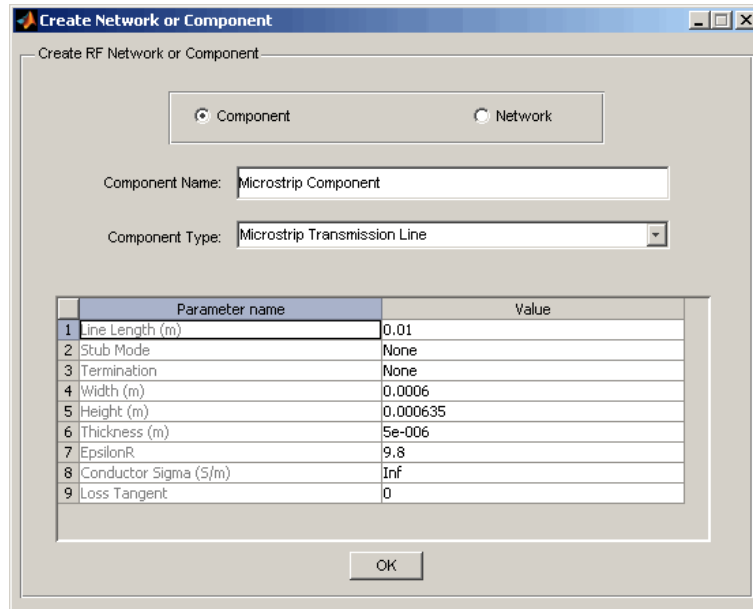 Create Network or Component
Create RF Network or Component
Component Network
Component Name: Microstrip Component
Component Type: Microstrip Transmission Line
Parameter name Value
1 Line Length (m) 0.01
2 Stub Mode None
3 Termination None
4 Width (m) 0.0006
5 Height (m) 0.000635
6 Thickness (m) 5e-006
7 EpsilonR 9.8
8 Conductor Sigma (S/m) Inf
9 Loss Tangent 0
OK